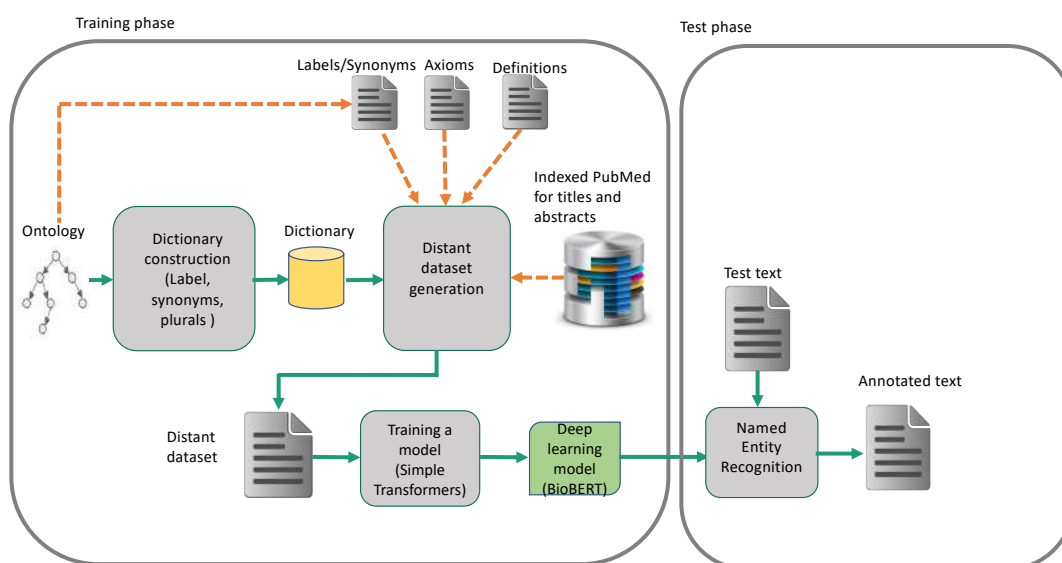 Training phase
Test phase
Labels/Synonyms
Axioms
Definitions
Indexed PubMed
for titles and
abstracts
Ontology
Dictionary
construction
(Label,
synonyms,
plurals )
Dictionary
Distant
dataset
generation
Test text
Annotated text
Distant
dataset
Training a
model
(Simple
Transformers)
Deep
learning
model
(BioBERT)
Named
Entity
Recognition